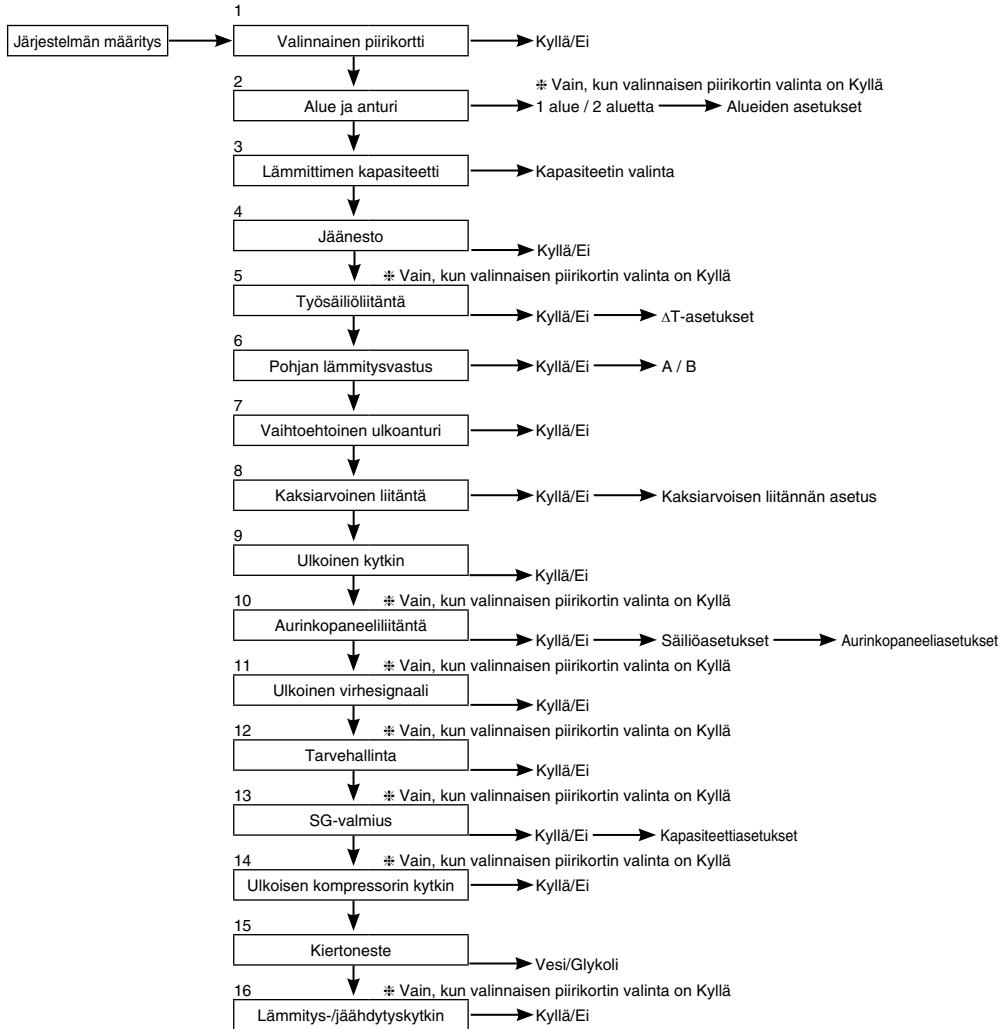 1
Järjestelmän määritys Valinnainen piirikortti Kyllä/Ei
2 ⁜ Vain, kun valinnaisen piirikortin valinta on Kyllä
Alue ja anturi 1 alue / 2 aluetta Alueiden asetukset
3
Lämmittimen kapasiteetti Kapasiteetin valinta
4
Jäänesto Kyllä/Ei
5 ⁜ Vain, kun valinnaisen piirikortin valinta on Kyllä
Työsäiliöliitäntä Kyllä/Ei ∆T-asetukset
6
Pohjan lämmitysvastus Kyllä/Ei A / B
7
Vaihtoehtoinen ulkoanturi Kyllä/Ei
8
Kaksiarvoinen liitäntä Kyllä/Ei Kaksiarvoisen liitännän asetus
9
Ulkoinen kytkin Kyllä/Ei
10 ⁜ Vain, kun valinnaisen piirikortin valinta on Kyllä
Aurinkopaneeliliitäntä Kyllä/Ei Säiliöasetukset Aurinkopaneeliasetukset
11 ⁜ Vain, kun valinnaisen piirikortin valinta on Kyllä
Ulkoinen virhesignaali Kyllä/Ei
12 ⁜ Vain, kun valinnaisen piirikortin valinta on Kyllä
Tarvehallinta Kyllä/Ei
13 ⁜ Vain, kun valinnaisen piirikortin valinta on Kyllä
SG-valmius Kyllä/Ei Kapasiteettiasetukset
14 ⁜ Vain, kun valinnaisen piirikortin valinta on Kyllä
Ulkoisen kompressorin kytkin Kyllä/Ei
15
Kiertoneste Vesi/Glykoli
16 ⁜ Vain, kun valinnaisen piirikortin valinta on Kyllä
Lämmitys-/jäähdytyskytkin Kyllä/Ei